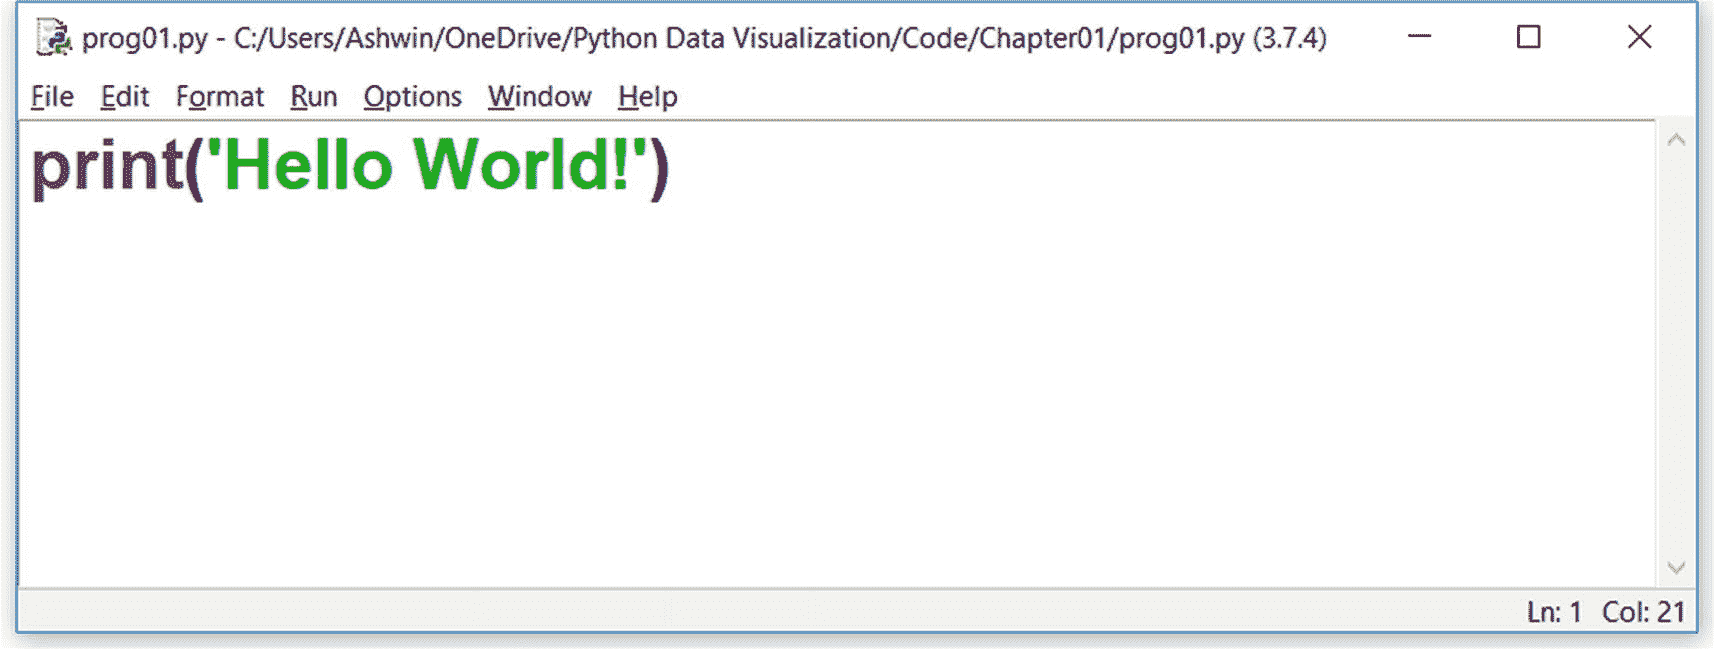 prog01.py - C:/Users/Ashwin/OneDrive/Python Data Visualization/Code/Chapter01/prog01.py (3.7.4)
File Edit Format Run Options Window Help
print('Hello World!')
Ln: 1 Col: 21